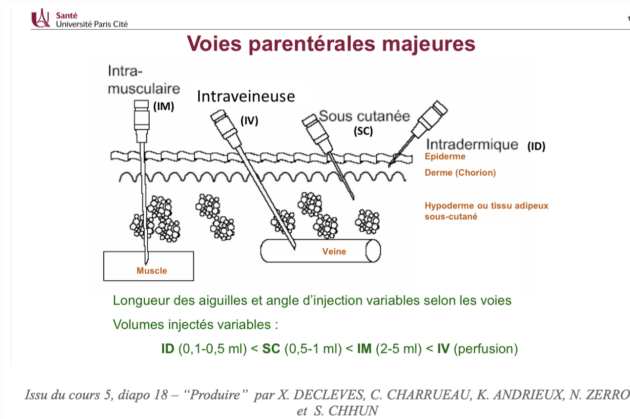 Santé
Université Paris Cité
1
Voies parentérales majeures
Intra-
musculaire
(IM)
Intraveineuse
(IV)
Sous cutanée
(SC)
Intradermique (ID)
Epiderme
Derme (Chorion)
Hypoderme ou tissu adipeux
sous-cutané
Veine
Muscle
Longueur des aiguilles et angle d'injection variables selon les voies
Volumes injectés variables :
ID (0,1-0,5 ml) < SC (0,5-1 ml) < IM (2-5 ml) < IV (perfusion)
Issu du cours 5, diapo 18 – “Produire” par X. DECLEVES, C. CHARRUEAU, K. ANDRIEUX, N. ZERRO
et S. CHHUN